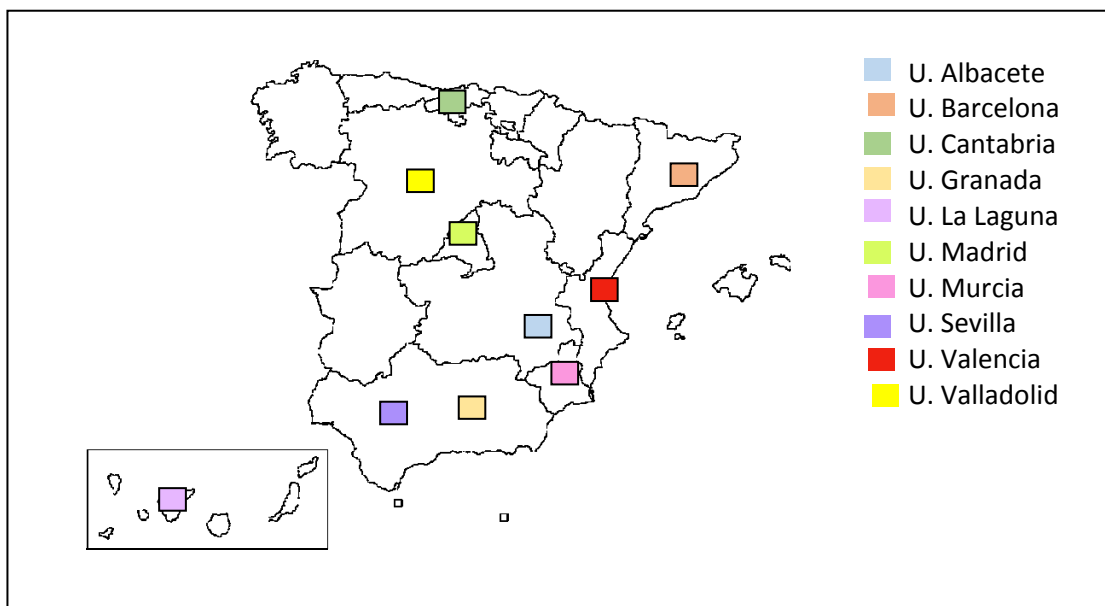 U. Albacete
U. Barcelona
U. Cantabria
U. Granada
U. La Laguna
U. Madrid
U. Murcia
U. Sevilla
U. Valencia
U. Valladolid